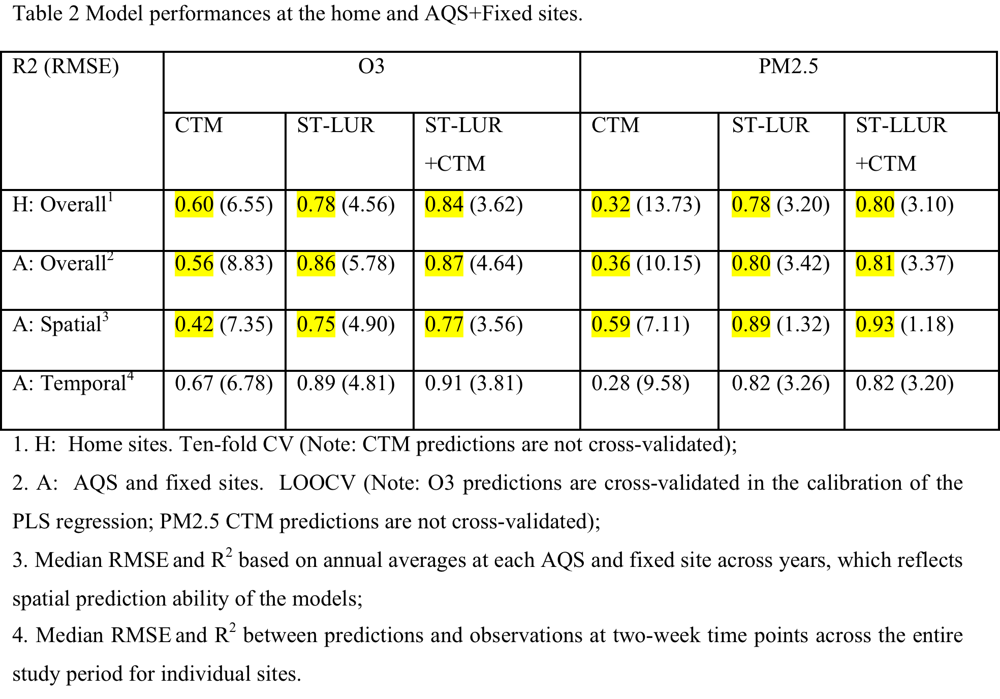 Table 2 Model performances at the home and AQS+Fixed sites.
R2 (RMSE) O3 PM2.5
CTM ST-LUR ST-LUR +CTM CTM ST-LUR ST-LLUR +CTM
H: Overall1 0.60 (6.55) 0.78 (4.56) 0.84 (3.62) 0.32 (13.73) 0.78 (3.20) 0.80 (3.10)
A: Overall2 0.56 (8.83) 0.86 (5.78) 0.87 (4.64) 0.36 (10.15) 0.80 (3.42) 0.81 (3.37)
A: Spatial3 0.42 (7.35) 0.75 (4.90) 0.77 (3.56) 0.59 (7.11) 0.89 (1.32) 0.93 (1.18)
A: Temporal4 0.67 (6.78) 0.89 (4.81) 0.91 (3.81) 0.28 (9.58) 0.82 (3.26) 0.82 (3.20)
1. H: Home sites. Ten-fold CV (Note: CTM predictions are not cross-validated);
2. A: AQS and fixed sites. LOOCV (Note: O3 predictions are cross-validated in the calibration of the
PLS regression; PM2.5 CTM predictions are not cross-validated);
3. Median RMSE and R2 based on annual averages at each AQS and fixed site across years, which reflects
spatial prediction ability of the models;
4. Median RMSE and R2 between predictions and observations at two-week time points across the entire
study period for individual sites.